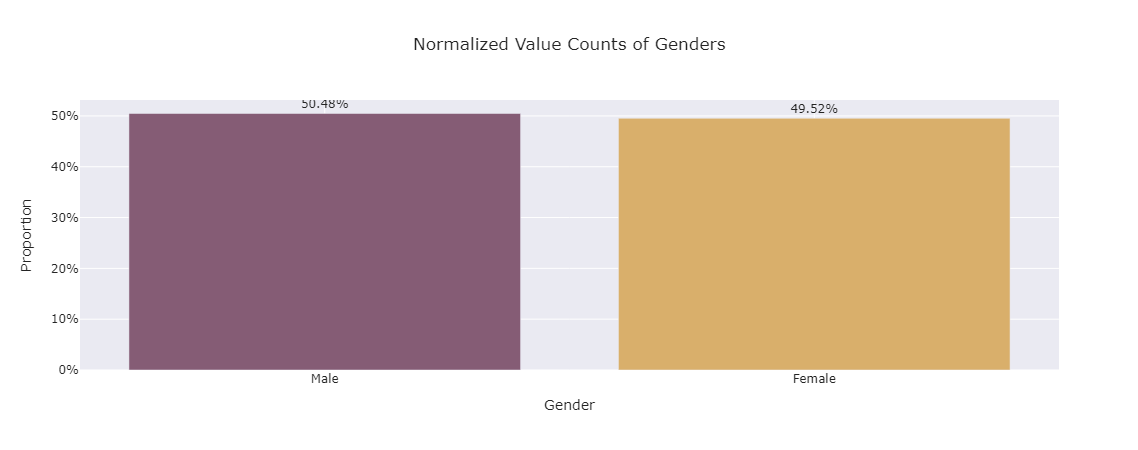 Normalized Value Counts of Genders
50.48%
49.52%
50%
40%
30%
20%
10%
0%
Proportion
Male
Female
Gender